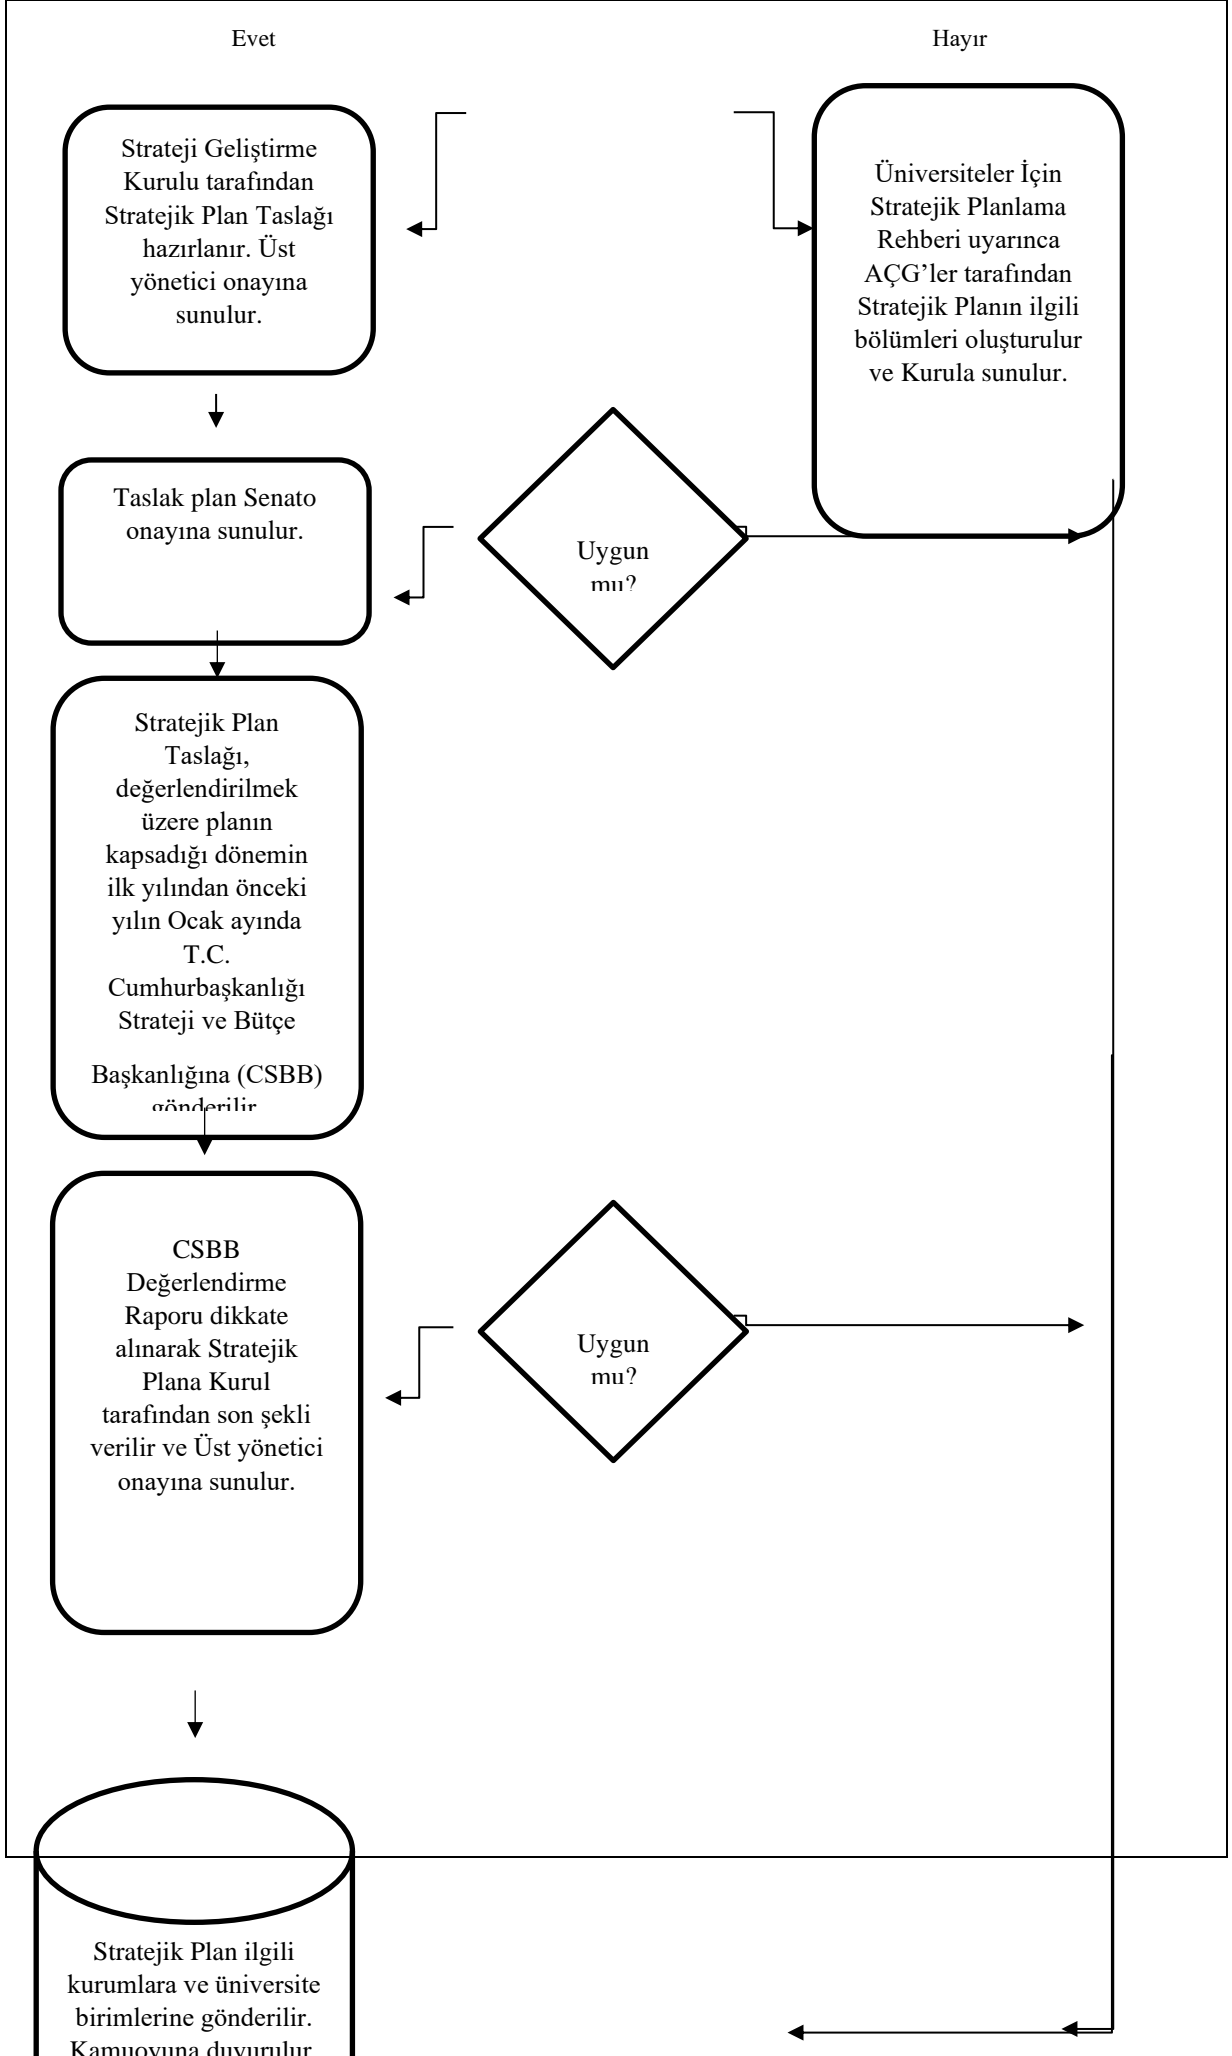 Evet
Hayır
Strateji Geliştirme
Kurulu tarafından
Stratejik Plan Taslağı
hazırlanır. Üst
yönetici onayına
sunulur.
Üniversiteler İçin
Stratejik Planlama
Rehberi uyarınca
AÇG’ler tarafından
Stratejik Planın ilgili
bölümleri oluşturulur
ve Kurula sunulur.
Taslak plan Senato
onayına sunulur.
Uygun
mu?
Stratejik Plan
Taslağı,
değerlendirilmek
üzere planın
kapsadığı dönemin
ilk yılından önceki
yılın Ocak ayında
T.C.
Cumhurbaşkanlığı
Strateji ve Bütçe
Başkanlığına (CSBB)
gönderilir
CSBB
Değerlendirme
Raporu dikkate
alınarak Stratejik
Plana Kurul
tarafından son şekli
verilir ve Üst yönetici
onayına sunulur.
Uygun
mu?
Stratejik Plan ilgili
kurumlara ve üniversite
birimlerine gönderilir.
Kamuoyuna duyurulur.